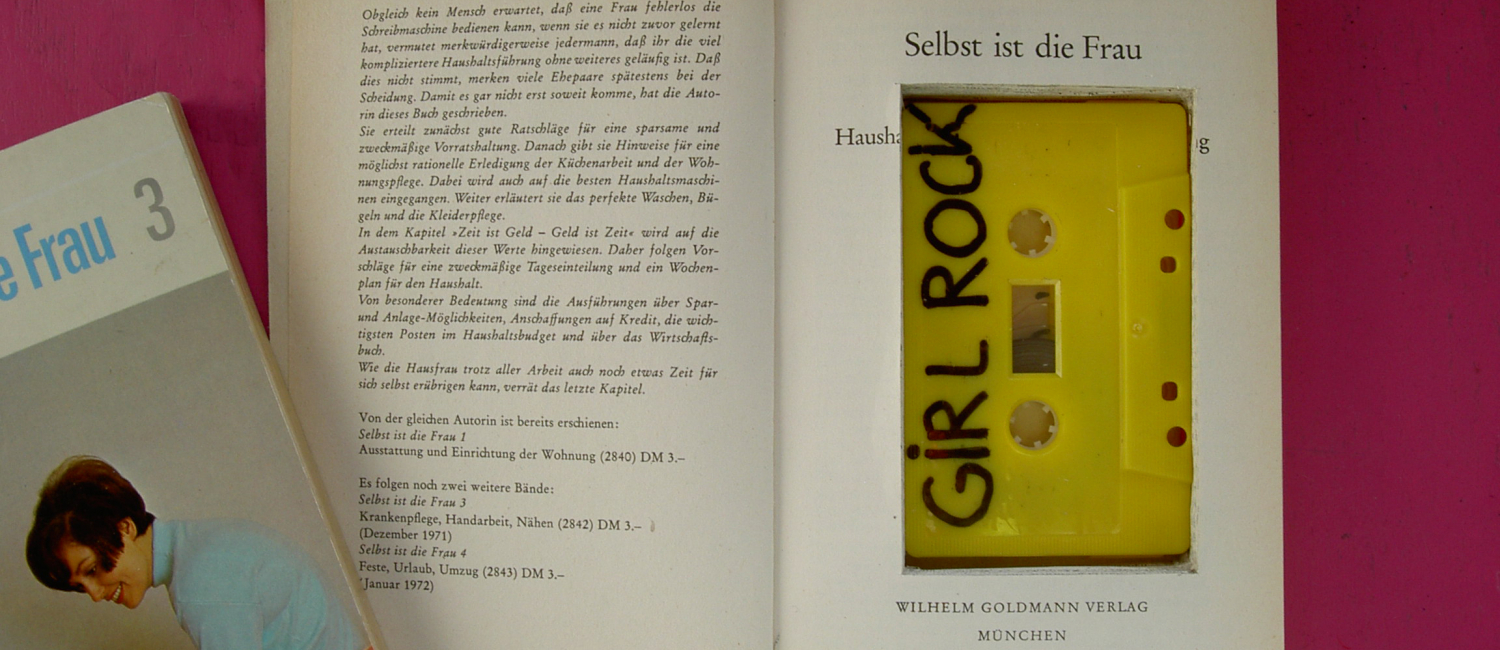 e Frau 3
Obgleich kein Mensch erwartet, daß eine Frau fehlerlos die
Schreibmaschine bedienen kann, wenn sie es nicht zuvor gelernt
hat, vermutet merkwürdigerweise jedermann, daß ihr die viel
kompliziertere Haushaltsführung ohne weiteres geläufig ist. Daß
dies nicht stimmt, merken viele Ehepaare spätestens bei der
Scheidung. Damit es gar nicht erst soweit komme, hat die Auto-
rin dieses Buch geschrieben.
Sie erteilt zunächst gute Ratschläge für eine sparsame und
zweckmäßige Vorratshaltung. Danach gibt sie Hinweise für eine
möglichst rationelle Erledigung der Küchenarbeit und der Woh-
nungspflege. Dabei wird auch auf die besten Haushaltsmaschi-
nen eingegangen. Weiter erläutert sie das perfekte Waschen, Bü-
geln und die Kleiderpflege.
In dem Kapitel »Zeit ist Geld – Geld ist Zeit« wird auf die
Austauschbarkeit dieser Werte hingewiesen. Daher folgen Vor-
schläge für eine zweckmäßige Tageseinteilung und ein Wochen-
plan für den Haushalt.
Von besonderer Bedeutung sind die Ausführungen über Spar-
und Anlage-Möglichkeiten, Anschaffungen auf Kredit, die wich-
tigsten Posten im Haushaltsbudget und über das Wirtschafts-
buch.
Wie die Hausfrau trotz aller Arbeit auch noch etwas Zeit für
sich selbst erübrigen kann, verrät das letzte Kapitel.
Von der gleichen Autorin ist bereits erschienen:
Selbst ist die Frau 1
Ausstattung und Einrichtung der Wohnung (2840) DM 3.–
Es folgen noch zwei weitere Bände:
Selbst ist die Frau 3
Krankenpflege, Handarbeit, Nähen (2842) DM 3.–
(Dezember 1971)
Selbst ist die Frau 4
Feste, Urlaub, Umzug (2843) DM 3.–
(Januar 1972)
Selbst ist die Frau
Hausha g
GIRL ROCK
WILHELM GOLDMANN VERLAG
MÜNCHEN